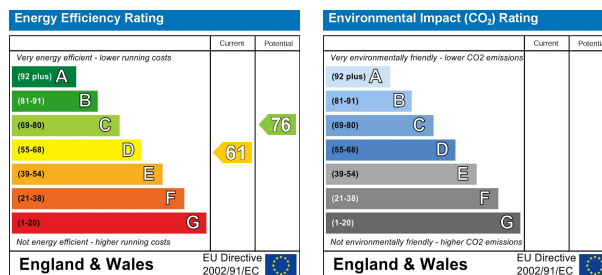 Energy Efficiency Rating
Current Potential
Very energy efficient - lower running costs
(92 plus) A
(81-91) B
(69-80) C
(55-68) D
(39-54) E
(21-38) F
(1-20) G
61
76
Not energy efficient - higher running costs
England & Wales
EU Directive
2002/91/EC
Environmental Impact (CO₂) Rating
Current Potential
Very environmentally friendly - lower CO2 emissions
(92 plus) A
(81-91) B
(69-80) C
(55-68) D
(39-54) E
(21-38) F
(1-20) G
Not environmentally friendly - higher CO2 emissions
England & Wales
EU Directive
2002/91/EC